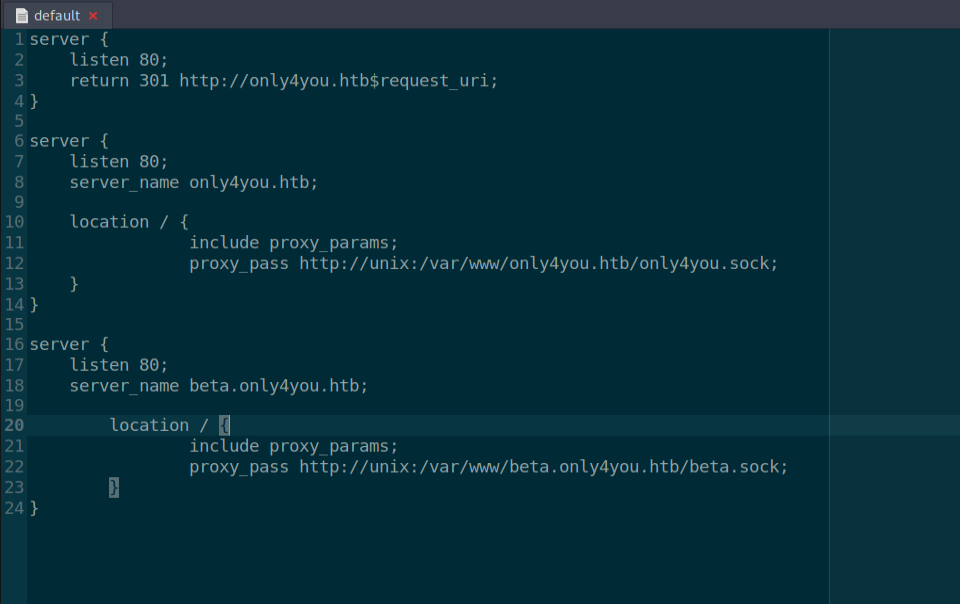 default ×
1 server {
2     listen 80;
3     return 301 http://only4you.htb$request_uri;
4 }
5
6 server {
7     listen 80;
8     server_name only4you.htb;
9
10     location / {
11                 include proxy_params;
12                 proxy_pass http://unix:/var/www/only4you.htb/only4you.sock;
13     }
14 }
15
16 server {
17     listen 80;
18     server_name beta.only4you.htb;
19
20         location / {
21                 include proxy_params;
22                 proxy_pass http://unix:/var/www/beta.only4you.htb/beta.sock;
23         }
24 }